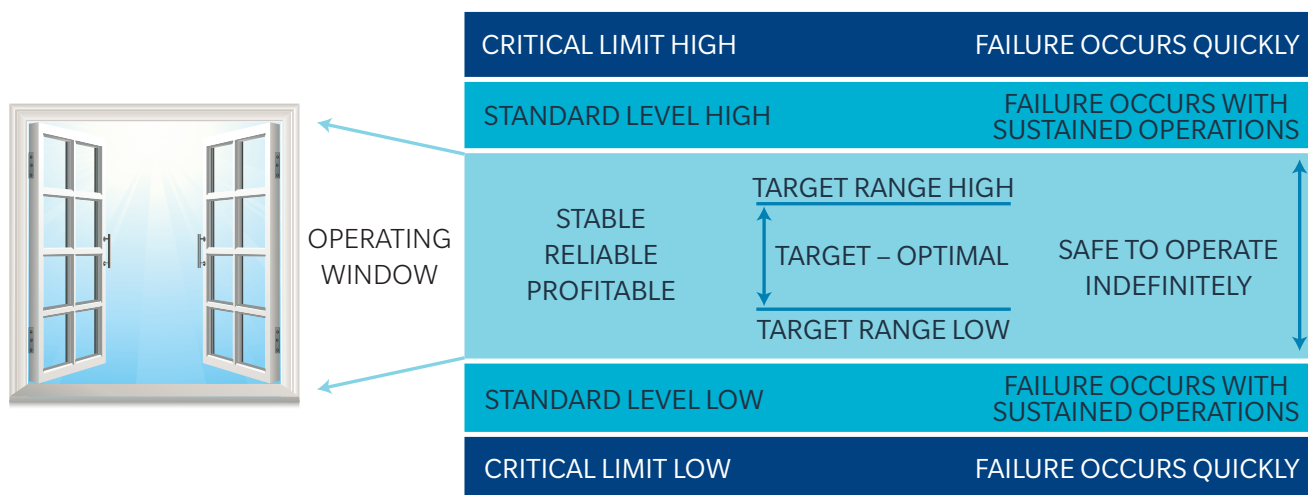 CRITICAL LIMIT HIGH
FAILURE OCCURS QUICKLY
STANDARD LEVEL HIGH
FAILURE OCCURS WITH
SUSTAINED OPERATIONS
OPERATING
WINDOW
STABLE
RELIABLE
PROFITABLE
TARGET RANGE HIGH
TARGET – OPTIMAL
TARGET RANGE LOW
SAFE TO OPERATE
INDEFINITELY
STANDARD LEVEL LOW
FAILURE OCCURS WITH
SUSTAINED OPERATIONS
CRITICAL LIMIT LOW
FAILURE OCCURS QUICKLY